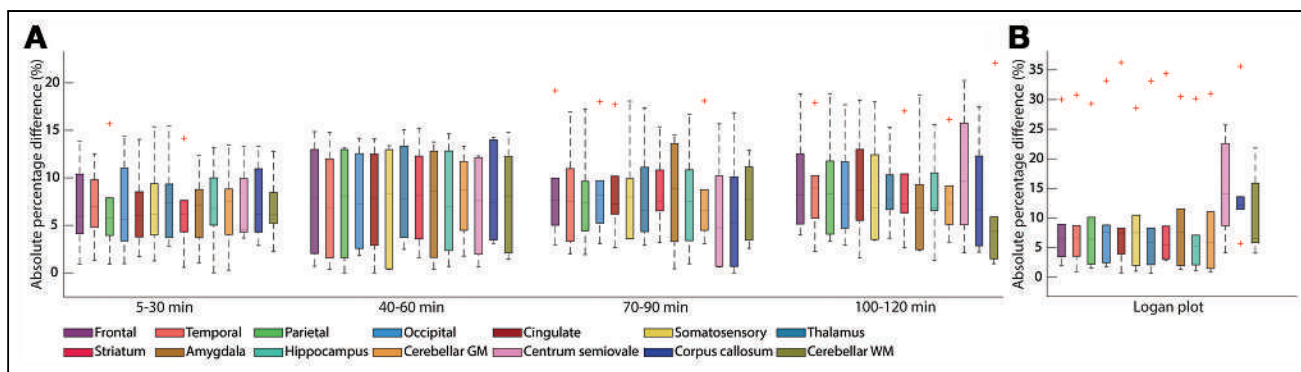 A
B
Absolute percentage difference (%)
20
15
10
5
0
5-30 min
40-60 min
70-90 min
100-120 min
Absolute percentage difference (%)
35
30
25
20
15
10
5
0
Logan plot
Frontal Temporal Parietal Occipital Cingulate Somatosensory Thalamus
Striatum Amygdala Hippocampus Cerebellar GM Centrum semiovale Corpus callosum Cerebellar WM